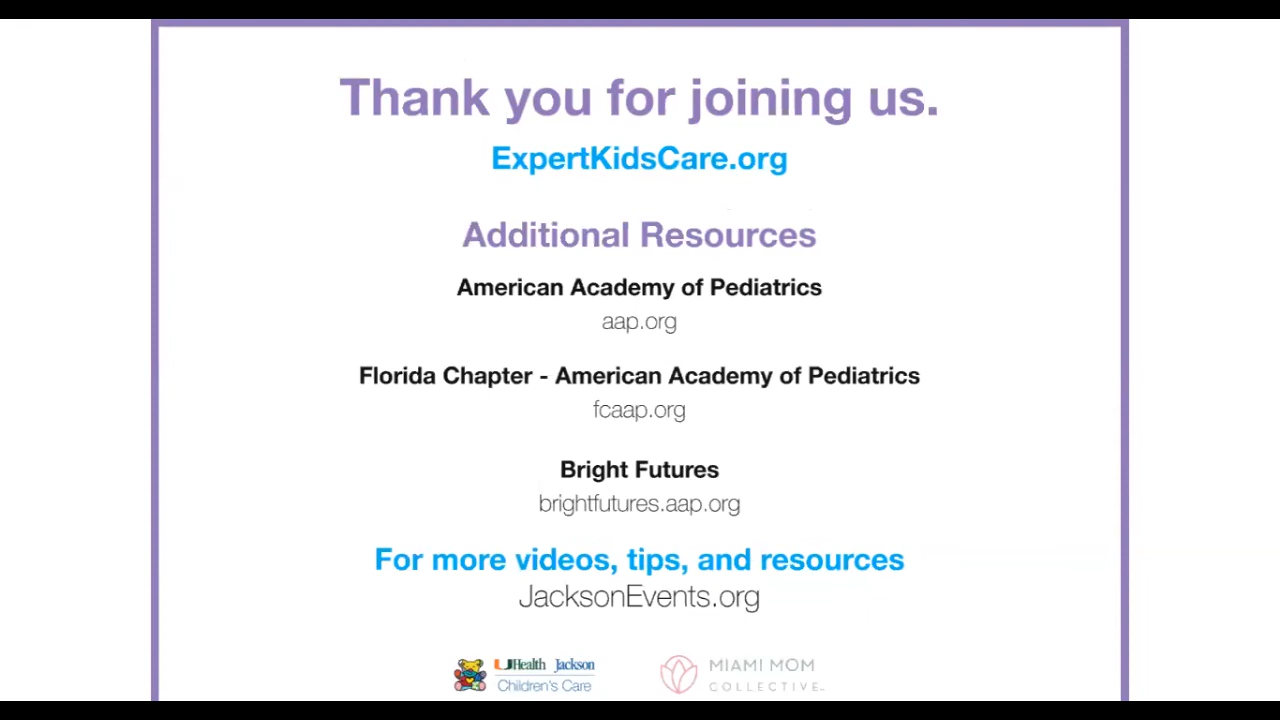 Thank you for joining us.
ExpertKidsCare.org
Additional Resources
American Academy of Pediatrics
aap.org
Florida Chapter - American Academy of Pediatrics
fcaap.org
Bright Futures
brightfutures.aap.org
For more videos, tips, and resources
JacksonEvents.org
UHealth Jackson
Children's Care
MIAMI MOM
COLLECTIVE